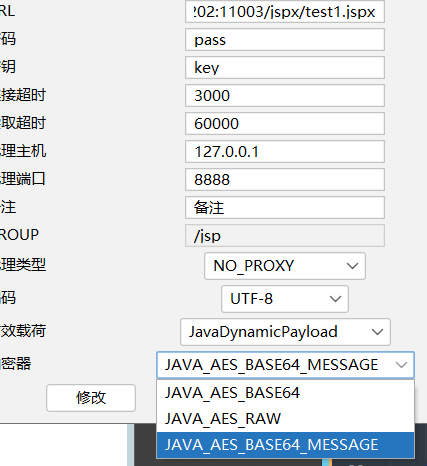 RL
202:11003/jspx/test1.jspx
码
pass
钥
key
接超时
3000
取超时
60000
理主机
127.0.0.1
理端口
8888
注
备注
ROUP
/jsp
理类型
NO_PROXY
码
UTF-8
效载荷
JavaDynamicPayload
密器
JAVA_AES_BASE64_MESSAGE
修改
JAVA_AES_BASE64
JAVA_AES_RAW
JAVA_AES_BASE64_MESSAGE